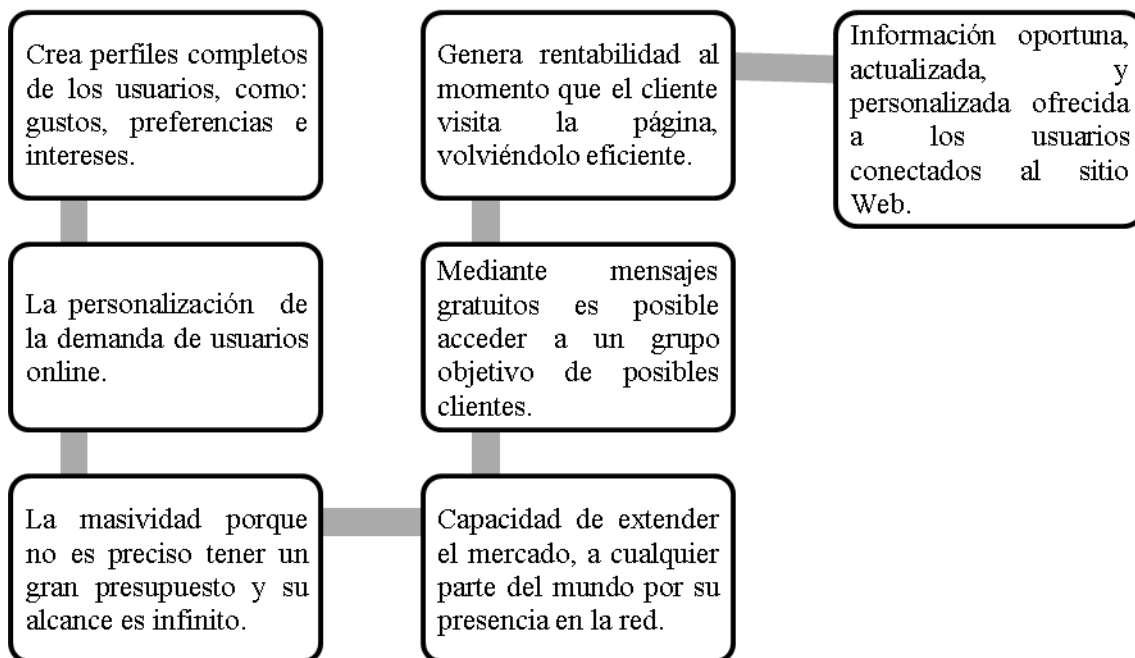 Crea perfiles completos
de los usuarios, como:
gustos, preferencias e
intereses.
La personalización de
la demanda de usuarios
online.
La masividad porque
no es preciso tener un
gran presupuesto y su
alcance es infinito.
Capacidad de extender
el mercado, a cualquier
parte del mundo por su
presencia en la red.
Mediante mensajes
gratuitos es posible
acceder a un grupo
objetivo de posibles
clientes.
Genera rentabilidad al
momento que el cliente
visita la página,
volviéndolo eficiente.
Información oportuna,
actualizada, y
personalizada ofrecida
a los usuarios
conectados al sitio
Web.